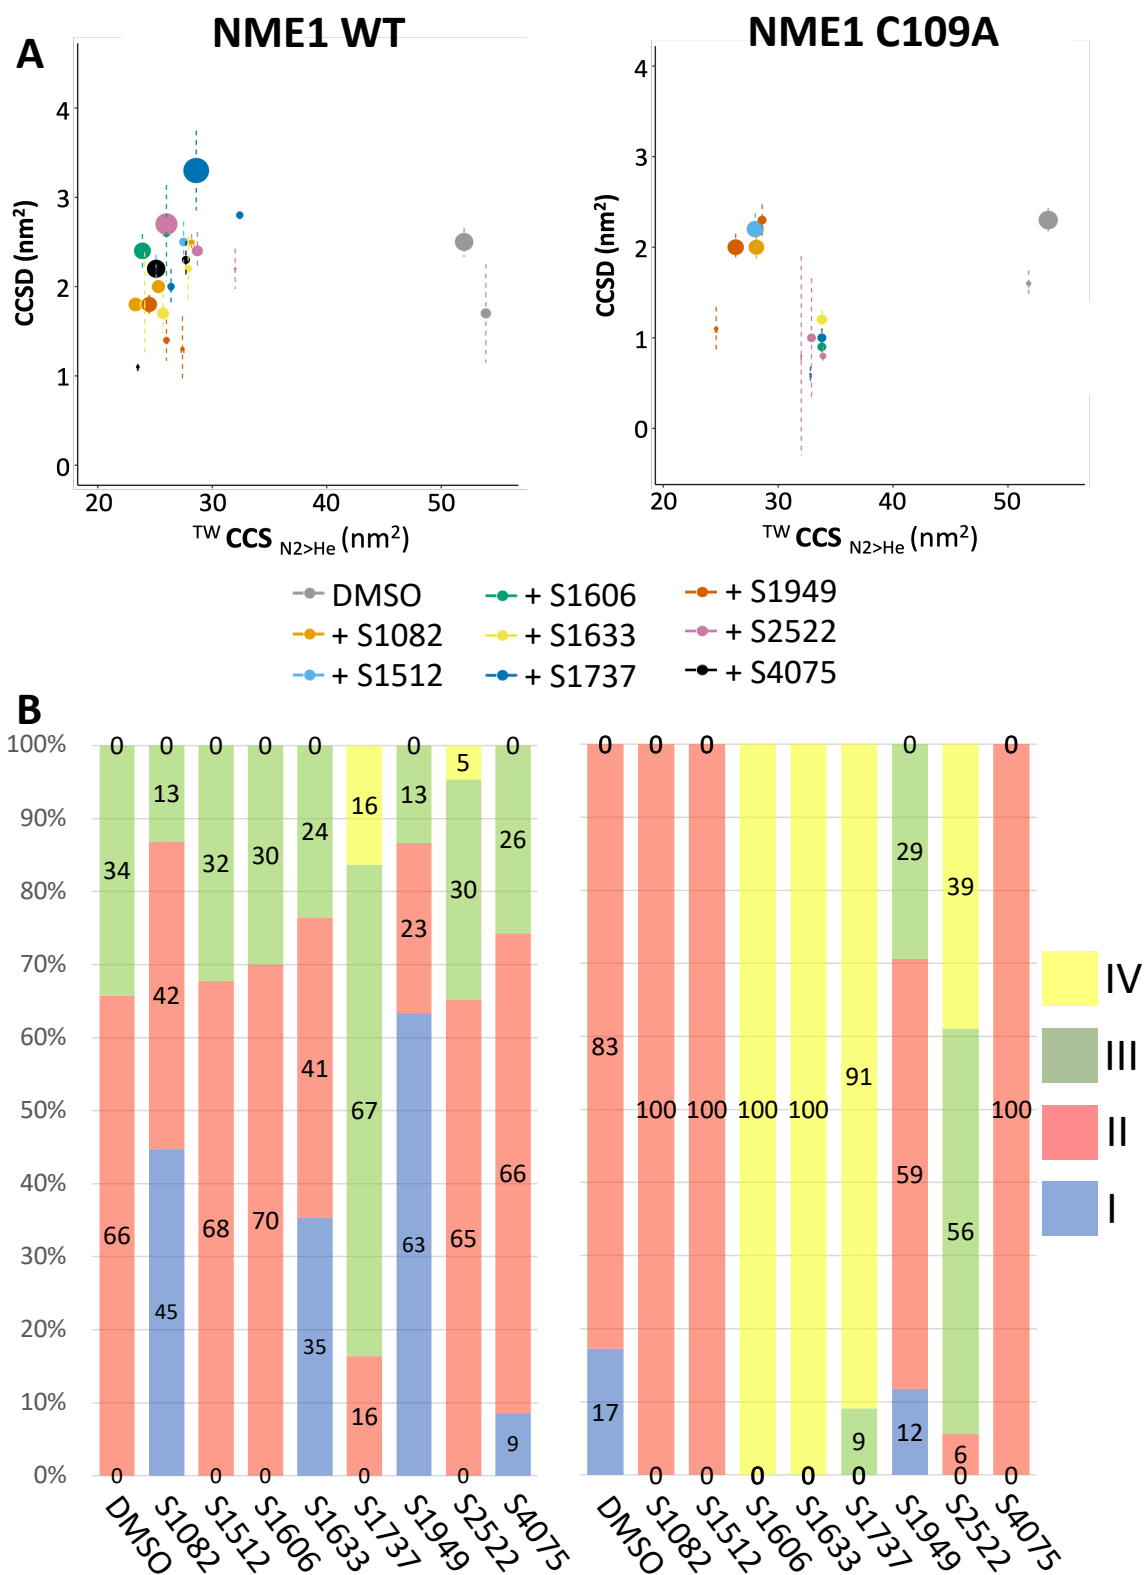 NME1 WT
NME1 C109A
A
CCSD (nm²)
4
3
2
1
0
20 30 40 50
TW CCS N2>He (nm²)
CCSD (nm²)
4
3
2
1
0
20 30 40 50
TW CCS N2>He (nm²)
DMSO + S1606 + S1949
+ S1082 + S1633 + S2522
+ S1512 + S1737 + S4075
B
100%
90%
80%
70%
60%
50%
40%
30%
20%
10%
0%
0 34 66 0
0 13 42 45
0 32 68 0
0 30 70 0
0 24 41 35
16 67 16 0
0 13 23 63
5 30 65 0
0 26 66 9
DMSO S1082 S1512 S1606 S1633 S1737 S1949 S2522 S4075
0 83 17
0 100 0
0 100 0
100 0
100 0
91 9 0
0 29 59 12
39 56 6 0
0 100 0
DMSO S1082 S1512 S1606 S1633 S1737 S1949 S2522 S4075
IV
III
II
I